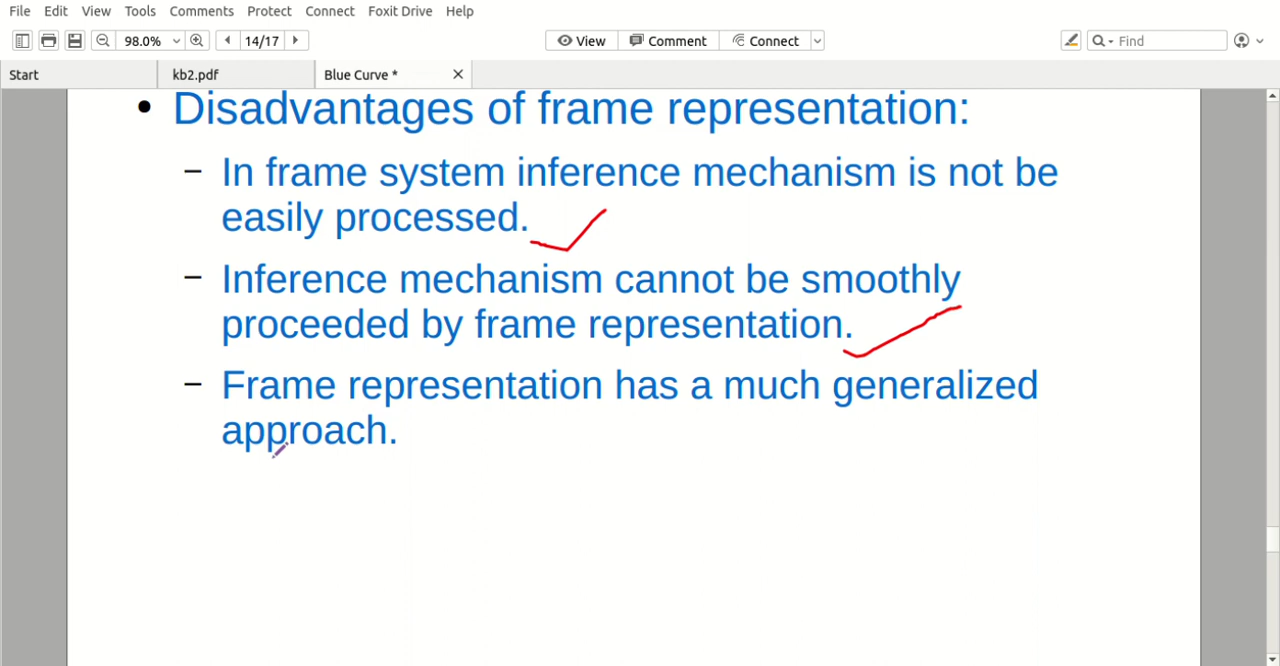 File Edit View Tools Comments Protect Connect Foxit Drive Help
98.0% 14/17 View Comment Connect Find
Start kb2.pdf Blue Curve *
• Disadvantages of frame representation:
– In frame system inference mechanism is not be
easily processed.
– Inference mechanism cannot be smoothly
proceeded by frame representation.
– Frame representation has a much generalized
approach.